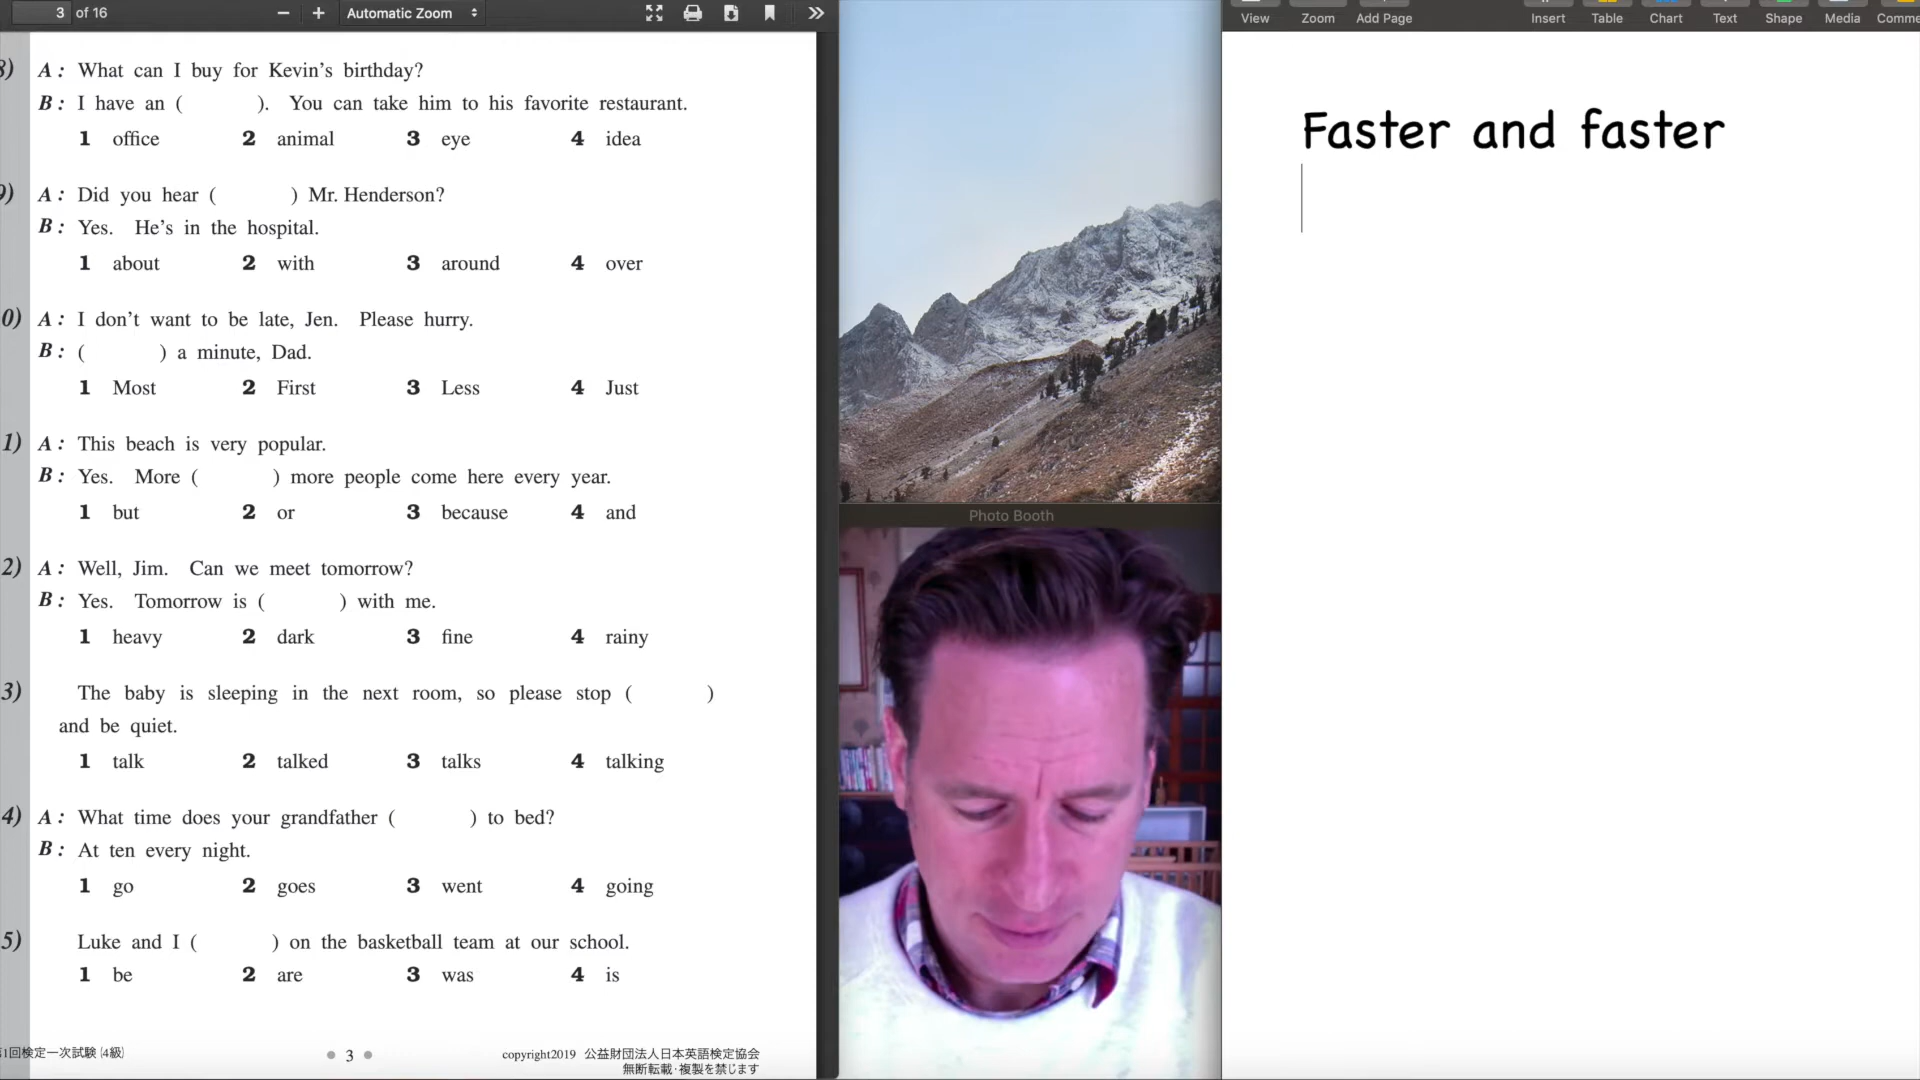 3 of 16
Automatic Zoom
8)
A: What can I buy for Kevin's birthday?
B: I have an ( ). You can take him to his favorite restaurant.
1 office 2 animal 3 eye 4 idea
9)
A: Did you hear ( ) Mr. Henderson?
B: Yes. He's in the hospital.
1 about 2 with 3 around 4 over
0)
A: I don't want to be late, Jen. Please hurry.
B: ( ) a minute, Dad.
1 Most 2 First 3 Less 4 Just
1)
A: This beach is very popular.
B: Yes. More ( ) more people come here every year.
1 but 2 or 3 because 4 and
2)
A: Well, Jim. Can we meet tomorrow?
B: Yes. Tomorrow is ( ) with me.
1 heavy 2 dark 3 fine 4 rainy
3)
The baby is sleeping in the next room, so please stop ( )
and be quiet.
1 talk 2 talked 3 talks 4 talking
4)
A: What time does your grandfather ( ) to bed?
B: At ten every night.
1 go 2 goes 3 went 4 going
5)
Luke and I ( ) on the basketball team at our school.
1 be 2 are 3 was 4 is
1回検定一次試験 (4級)
3
copyright2019 公益財団法人日本英語検定協会
無断転載・複製を禁じます
Photo Booth
View Zoom Add Page Insert Table Chart Text Shape Media Comme
Faster and faster